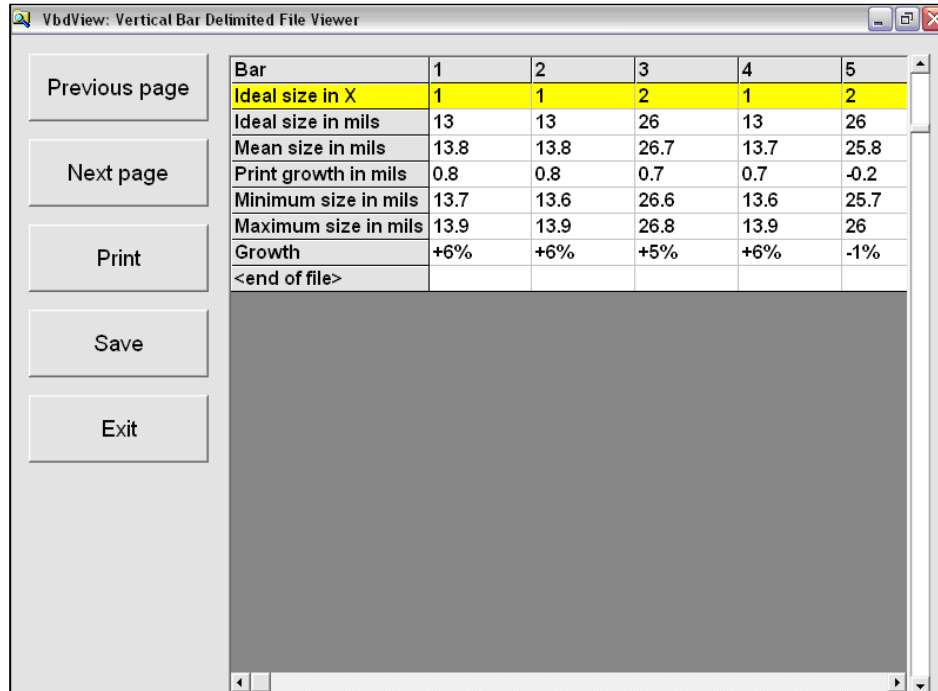 VbdView: Vertical Bar Delimited File Viewer
Previous page
Next page
Print
Save
Exit
Bar 1 2 3 4 5
Ideal size in X 1 1 2 1 2
Ideal size in mils 13 13 26 13 26
Mean size in mils 13.8 13.8 26.7 13.7 25.8
Print growth in mils 0.8 0.8 0.7 0.7 -0.2
Minimum size in mils 13.7 13.6 26.6 13.6 25.7
Maximum size in mils 13.9 13.9 26.8 13.9 26
Growth +6% +6% +5% +6% -1%
<end of file>